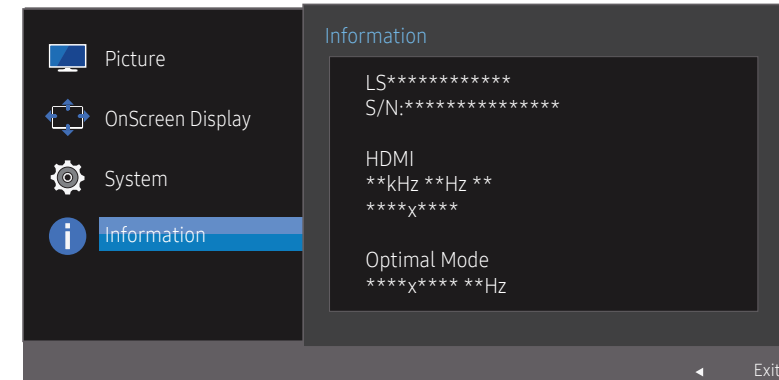 Picture
OnScreen Display
System
Information
Information
LS************
S/N:***************
HDMI
**kHz **Hz **
****x****
Optimal Mode
****x**** **Hz
Exit